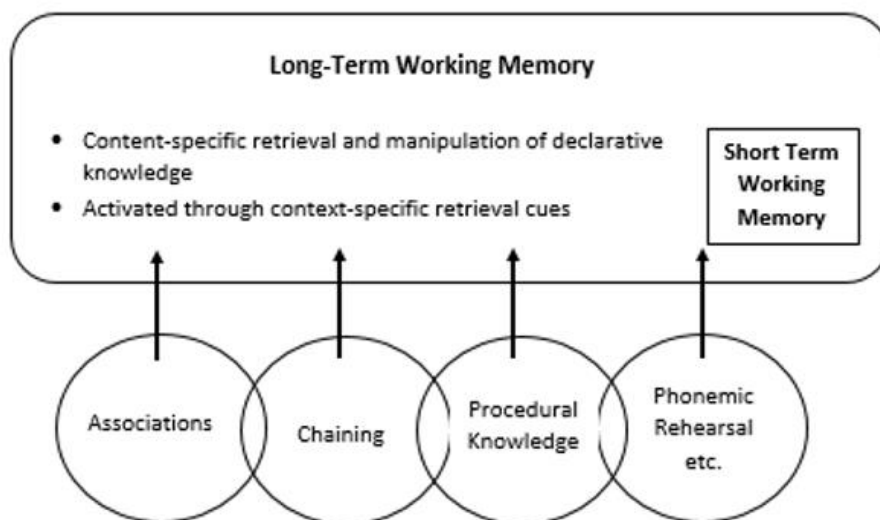 Long-Term Working Memory
• Content-specific retrieval and manipulation of declarative
knowledge
• Activated through context-specific retrieval cues
Short Term
Working
Memory
Associations
Chaining
Procedural
Knowledge
Phonemic
Rehearsal
etc.